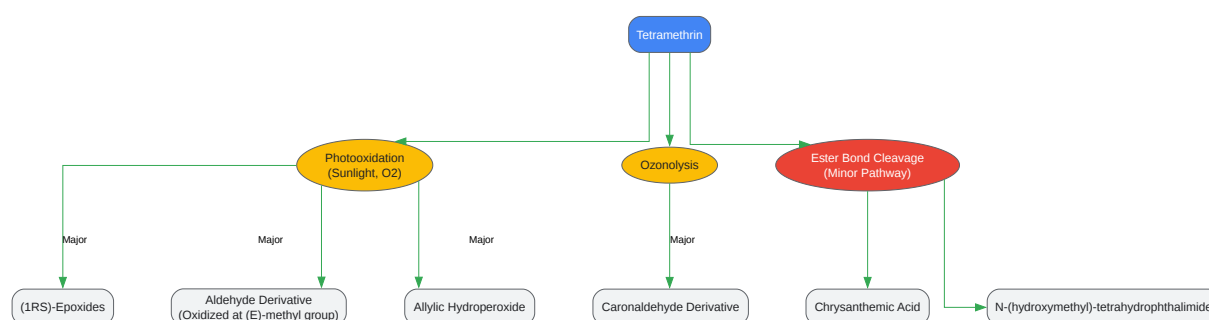 Tetramethrin
Photooxidation
(Sunlight, O2)
Ozonolysis
Ester Bond Cleavage
(Minor Pathway)
Major
Major
Major
Major
(1RS)-Epoxides
Aldehyde Derivative
(Oxidized at (E)-methyl group)
Allylic Hydroperoxide
Caronaldehyde Derivative
Chrysanthemic Acid
N-(hydroxymethyl)-tetrahydrophthalimide